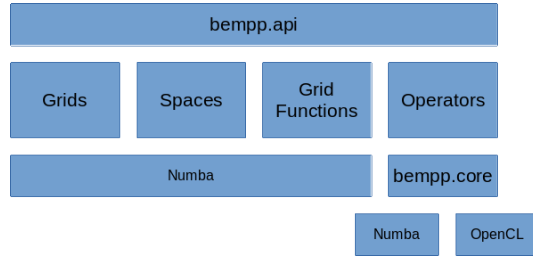 bempp.api
Grids
Spaces
Grid
Functions
Operators
Numba
bempp.core
Numba
OpenCL